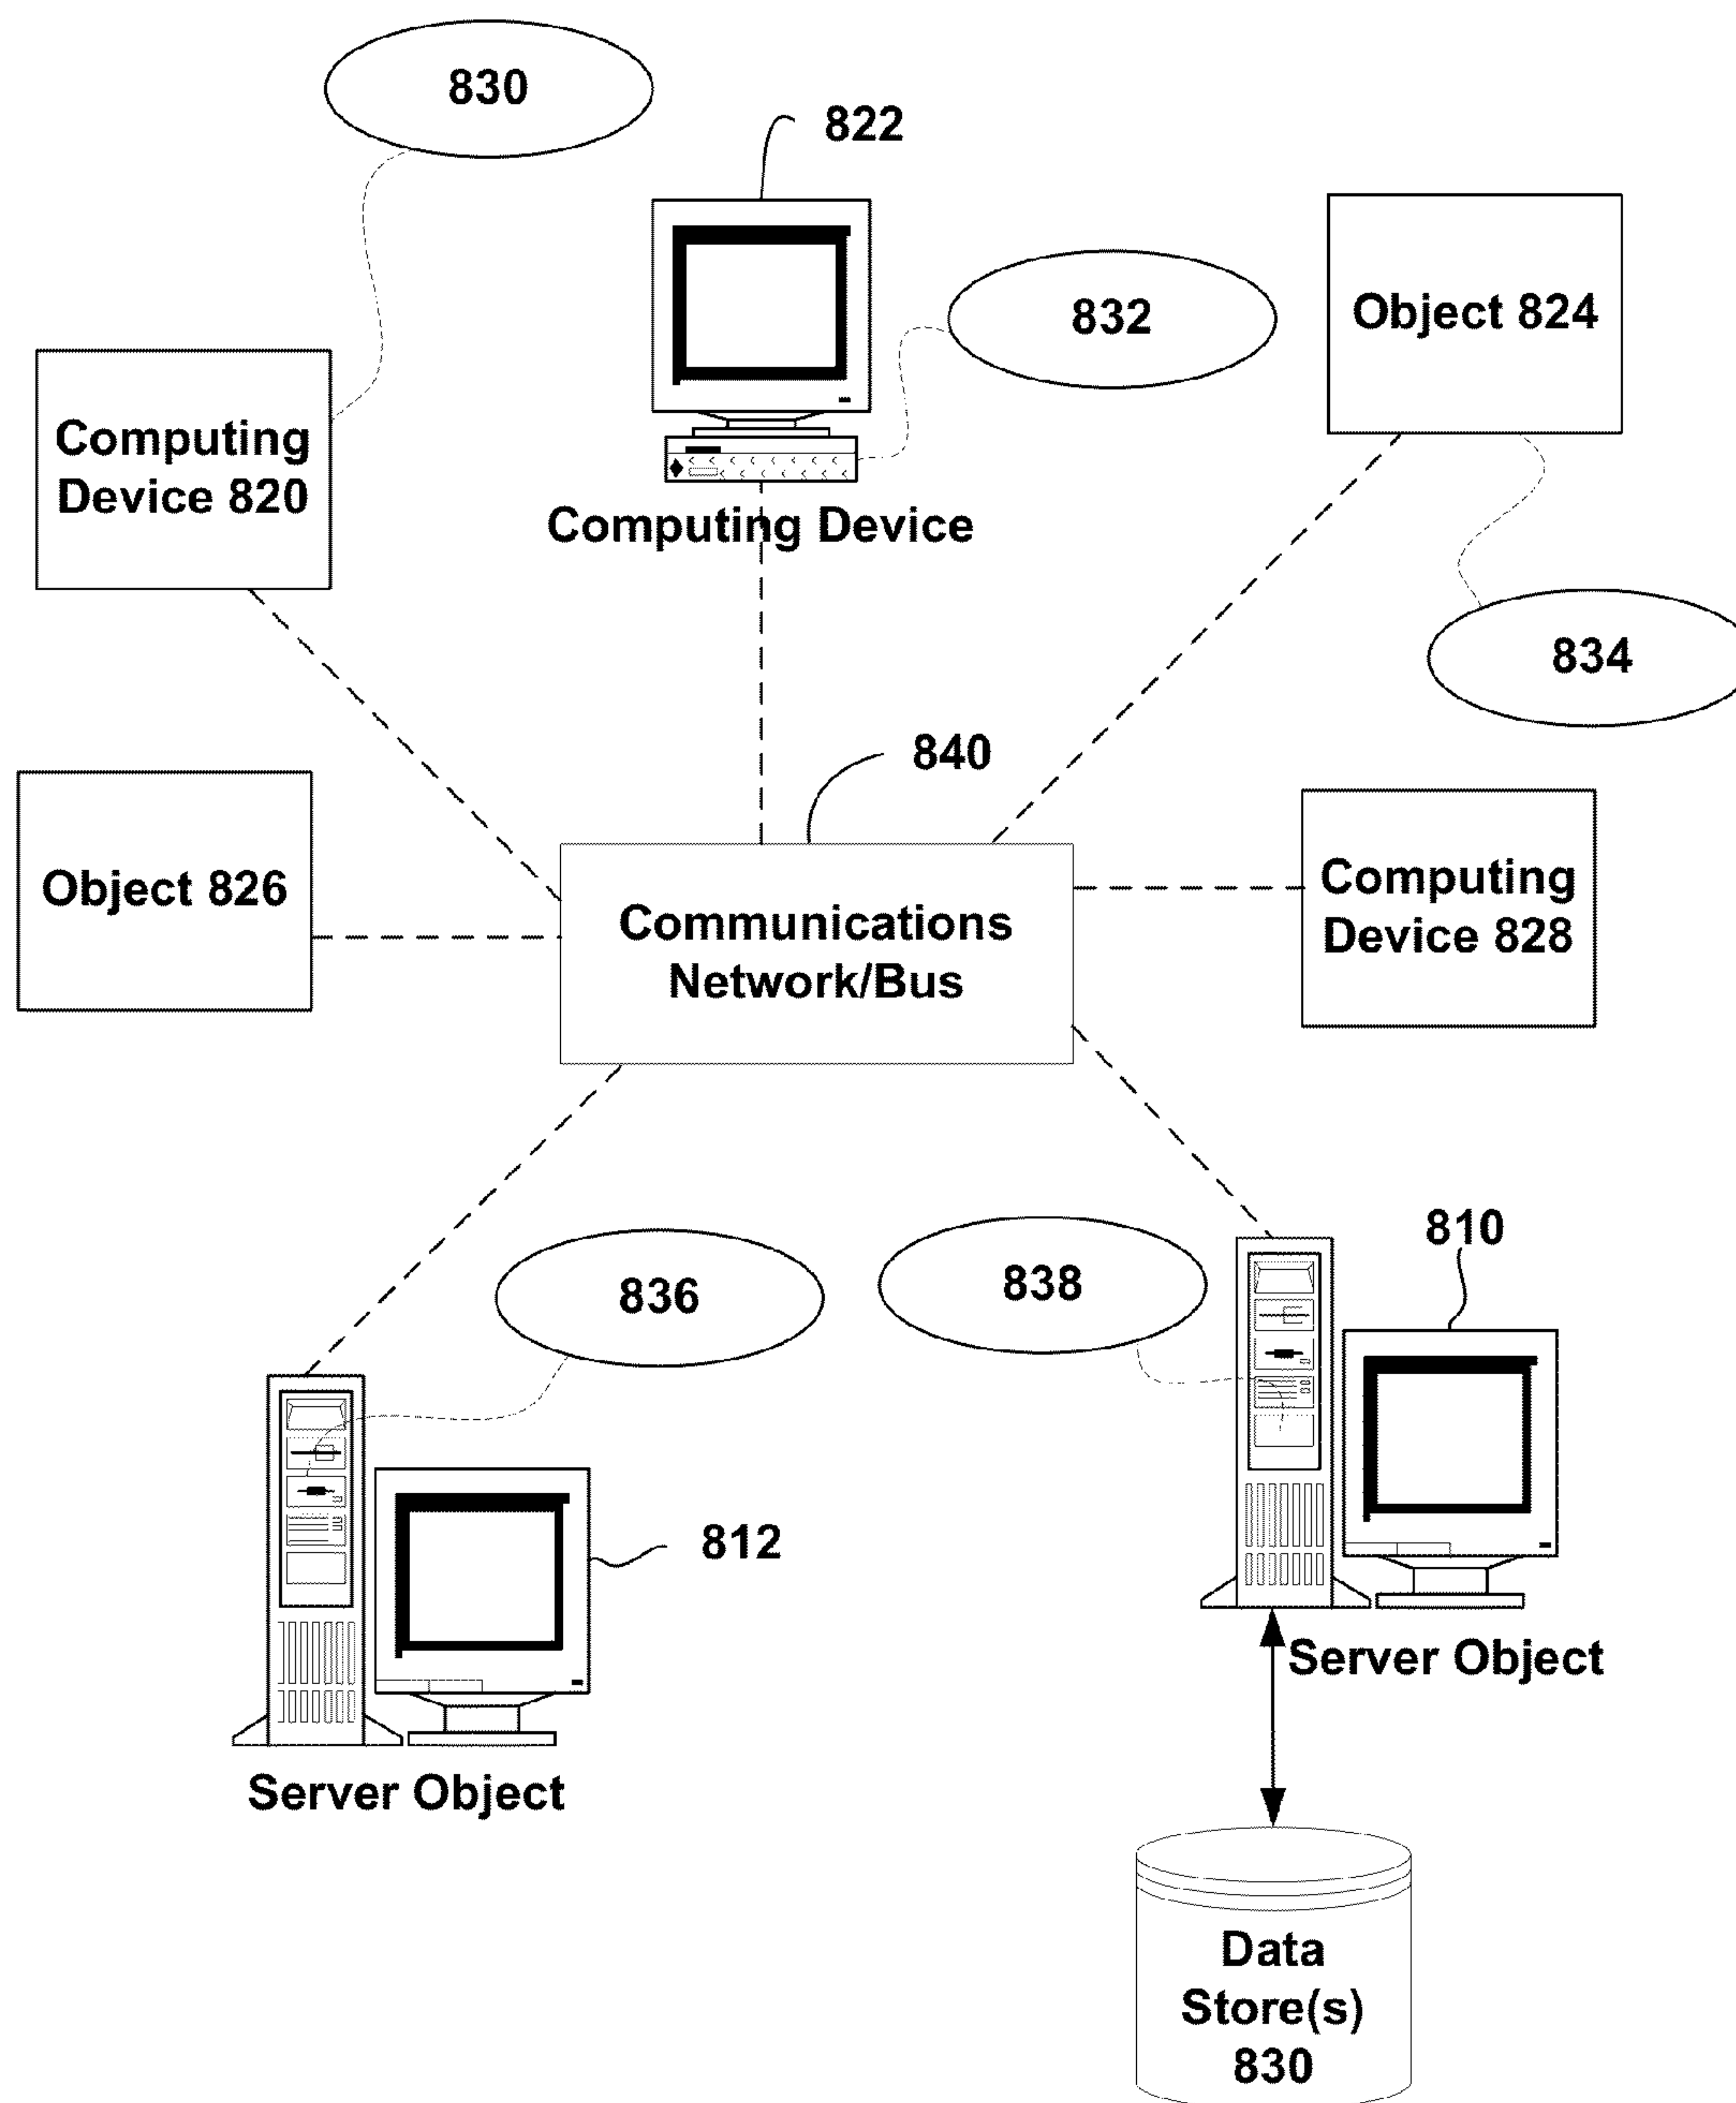 830
822
832
Object 824
Computing
Device 820
Computing Device
834
840
Object 826
Communications
Network/Bus
Computing
Device 828
836
838
810
812
Server Object
Server Object
Data
Store(s)
830